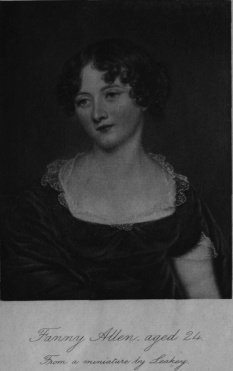 Fanny Allen, aged 24.
From a miniature by Leakey.